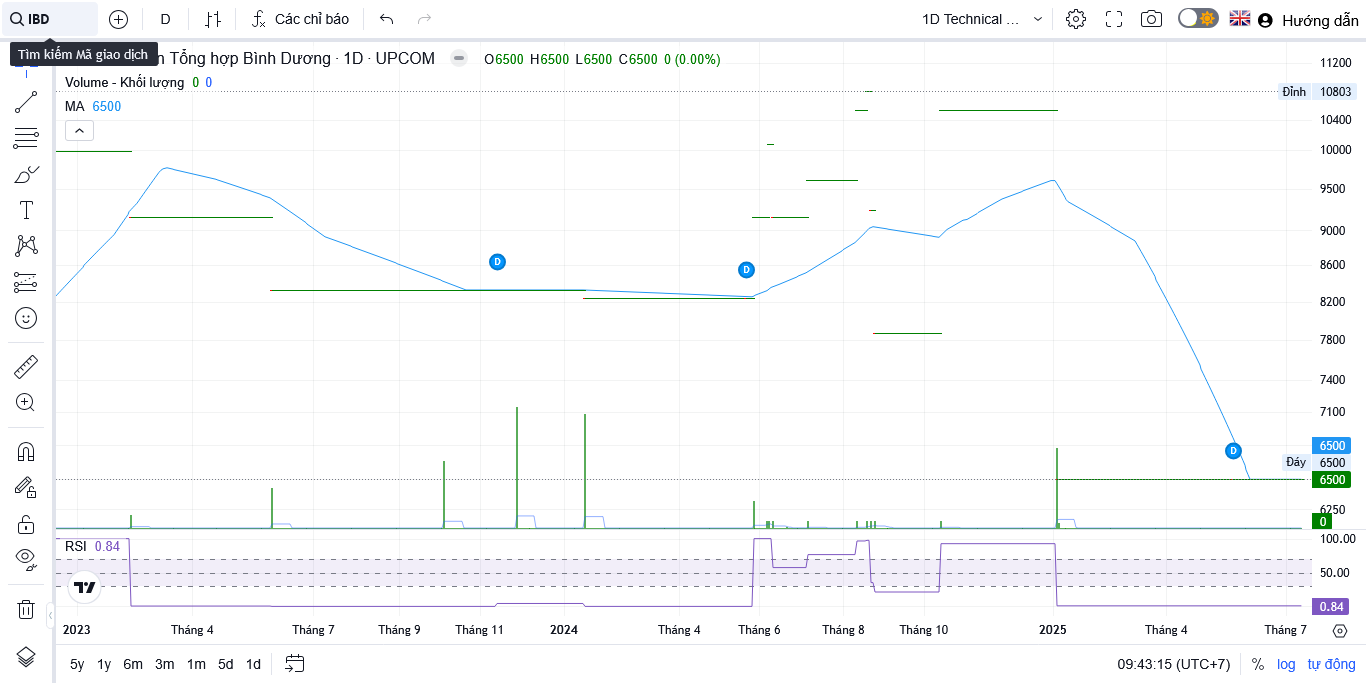 IBD
D
Các chỉ báo
1D Technical ...
Hướng dẫn
Tìm kiếm Mã giao dịch
n Tổng hợp Bình Dương · 1D · UPCOM
O6500 H6500 L6500 C6500 0 (0.00%)
Volume - Khối lượng 0 0
MA 6500
11200
Đỉnh 10803
10400
10000
9500
9000
8600
8200
7800
7400
7100
6500
Đáy 6500
6500
6250
0
D
D
D
RSI 0.84
100.00
50.00
0.84
2023 Tháng 4 Tháng 7 Tháng 9 Tháng 11 2024 Tháng 4 Tháng 6 Tháng 8 Tháng 10 2025 Tháng 4 Tháng 7
5y 1y 6m 3m 1m 5d 1d
09:43:15 (UTC+7) % log tự động